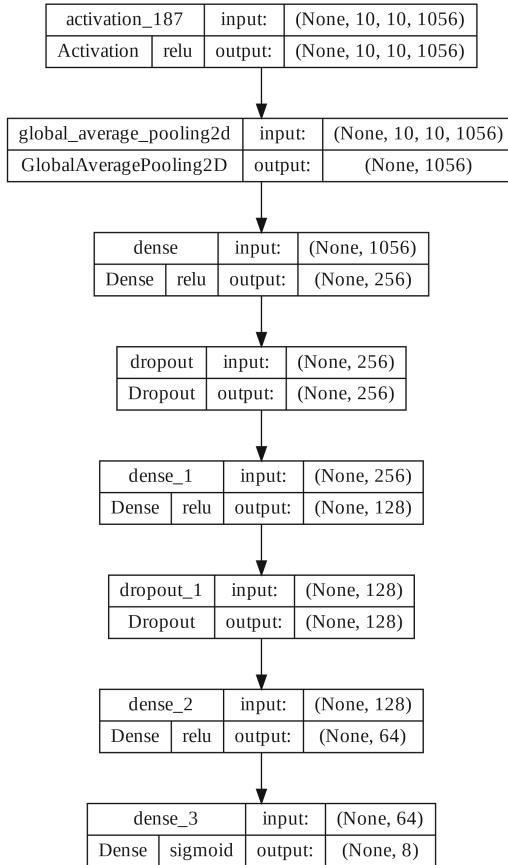 activation_187 input: (None, 10, 10, 1056)
Activation relu output: (None, 10, 10, 1056)
global_average_pooling2d input: (None, 10, 10, 1056)
GlobalAveragePooling2D output: (None, 1056)
dense input: (None, 1056)
Dense relu output: (None, 256)
dropout input: (None, 256)
Dropout output: (None, 256)
dense_1 input: (None, 256)
Dense relu output: (None, 128)
dropout_1 input: (None, 128)
Dropout output: (None, 128)
dense_2 input: (None, 128)
Dense relu output: (None, 64)
dense_3 input: (None, 64)
Dense sigmoid output: (None, 8)